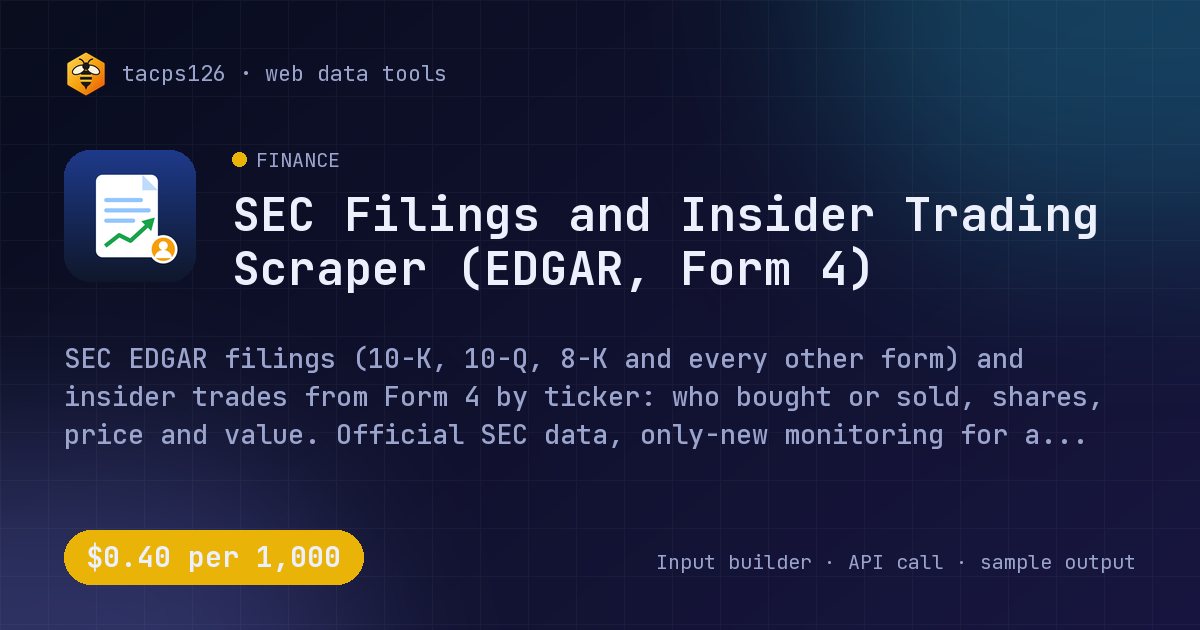 tacps126 · web data tools
FINANCE
SEC Filings and Insider Trading
Scraper (EDGAR, Form 4)
SEC EDGAR filings (10-K, 10-Q, 8-K and every other form) and
insider trades from Form 4 by ticker: who bought or sold, shares,
price and value. Official SEC data, only-new monitoring for a...
$0.40 per 1,000
Input builder · API call · sample output